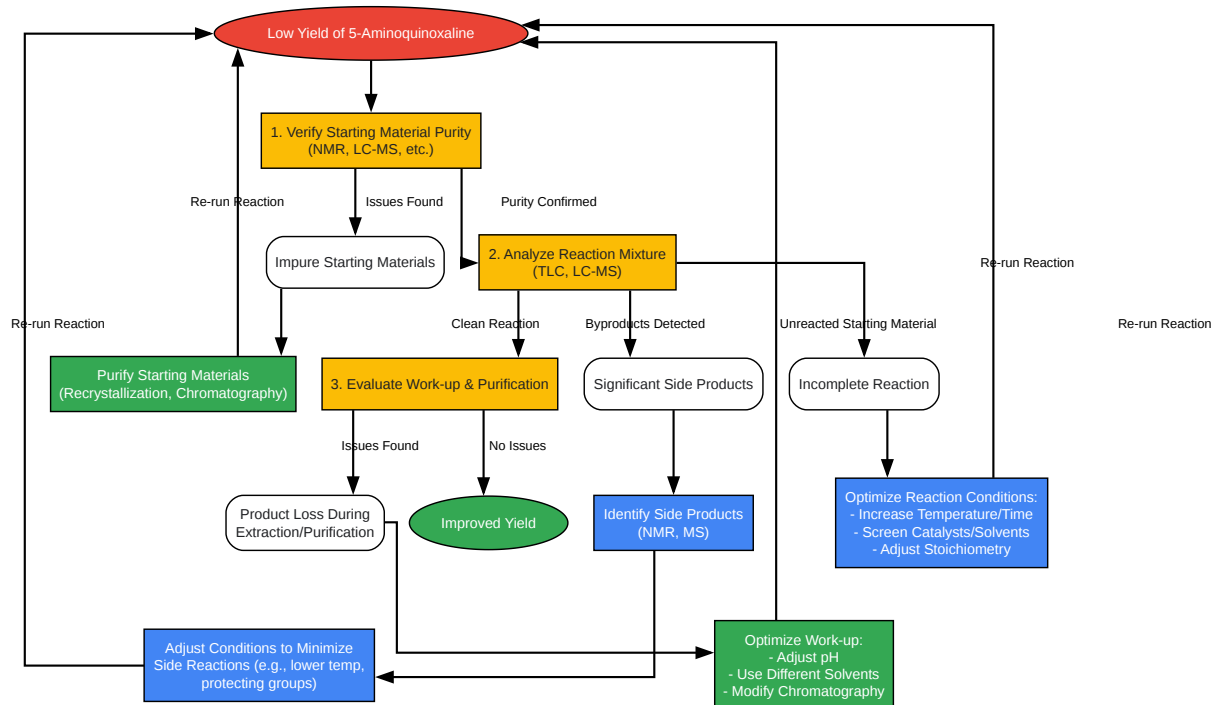 Low Yield of 5-Aminoquinoxaline
1. Verify Starting Material Purity
(NMR, LC-MS, etc.)
Re-run Reaction
Issues Found
Purity Confirmed
Impure Starting Materials
2. Analyze Reaction Mixture
(TLC, LC-MS)
Re-run Reaction
Re-run Reaction
Clean Reaction
Byproducts Detected
Unreacted Starting Material
Re-run Reaction
Purify Starting Materials
(Recrystallization, Chromatography)
3. Evaluate Work-up & Purification
Significant Side Products
Incomplete Reaction
Issues Found
No Issues
Product Loss During
Extraction/Purification
Improved Yield
Identify Side Products
(NMR, MS)
Optimize Reaction Conditions:
- Increase Temperature/Time
- Screen Catalysts/Solvents
- Adjust Stoichiometry
Adjust Conditions to Minimize
Side Reactions (e.g., lower temp,
protecting groups)
Optimize Work-up:
- Adjust pH
- Use Different Solvents
- Modify Chromatography